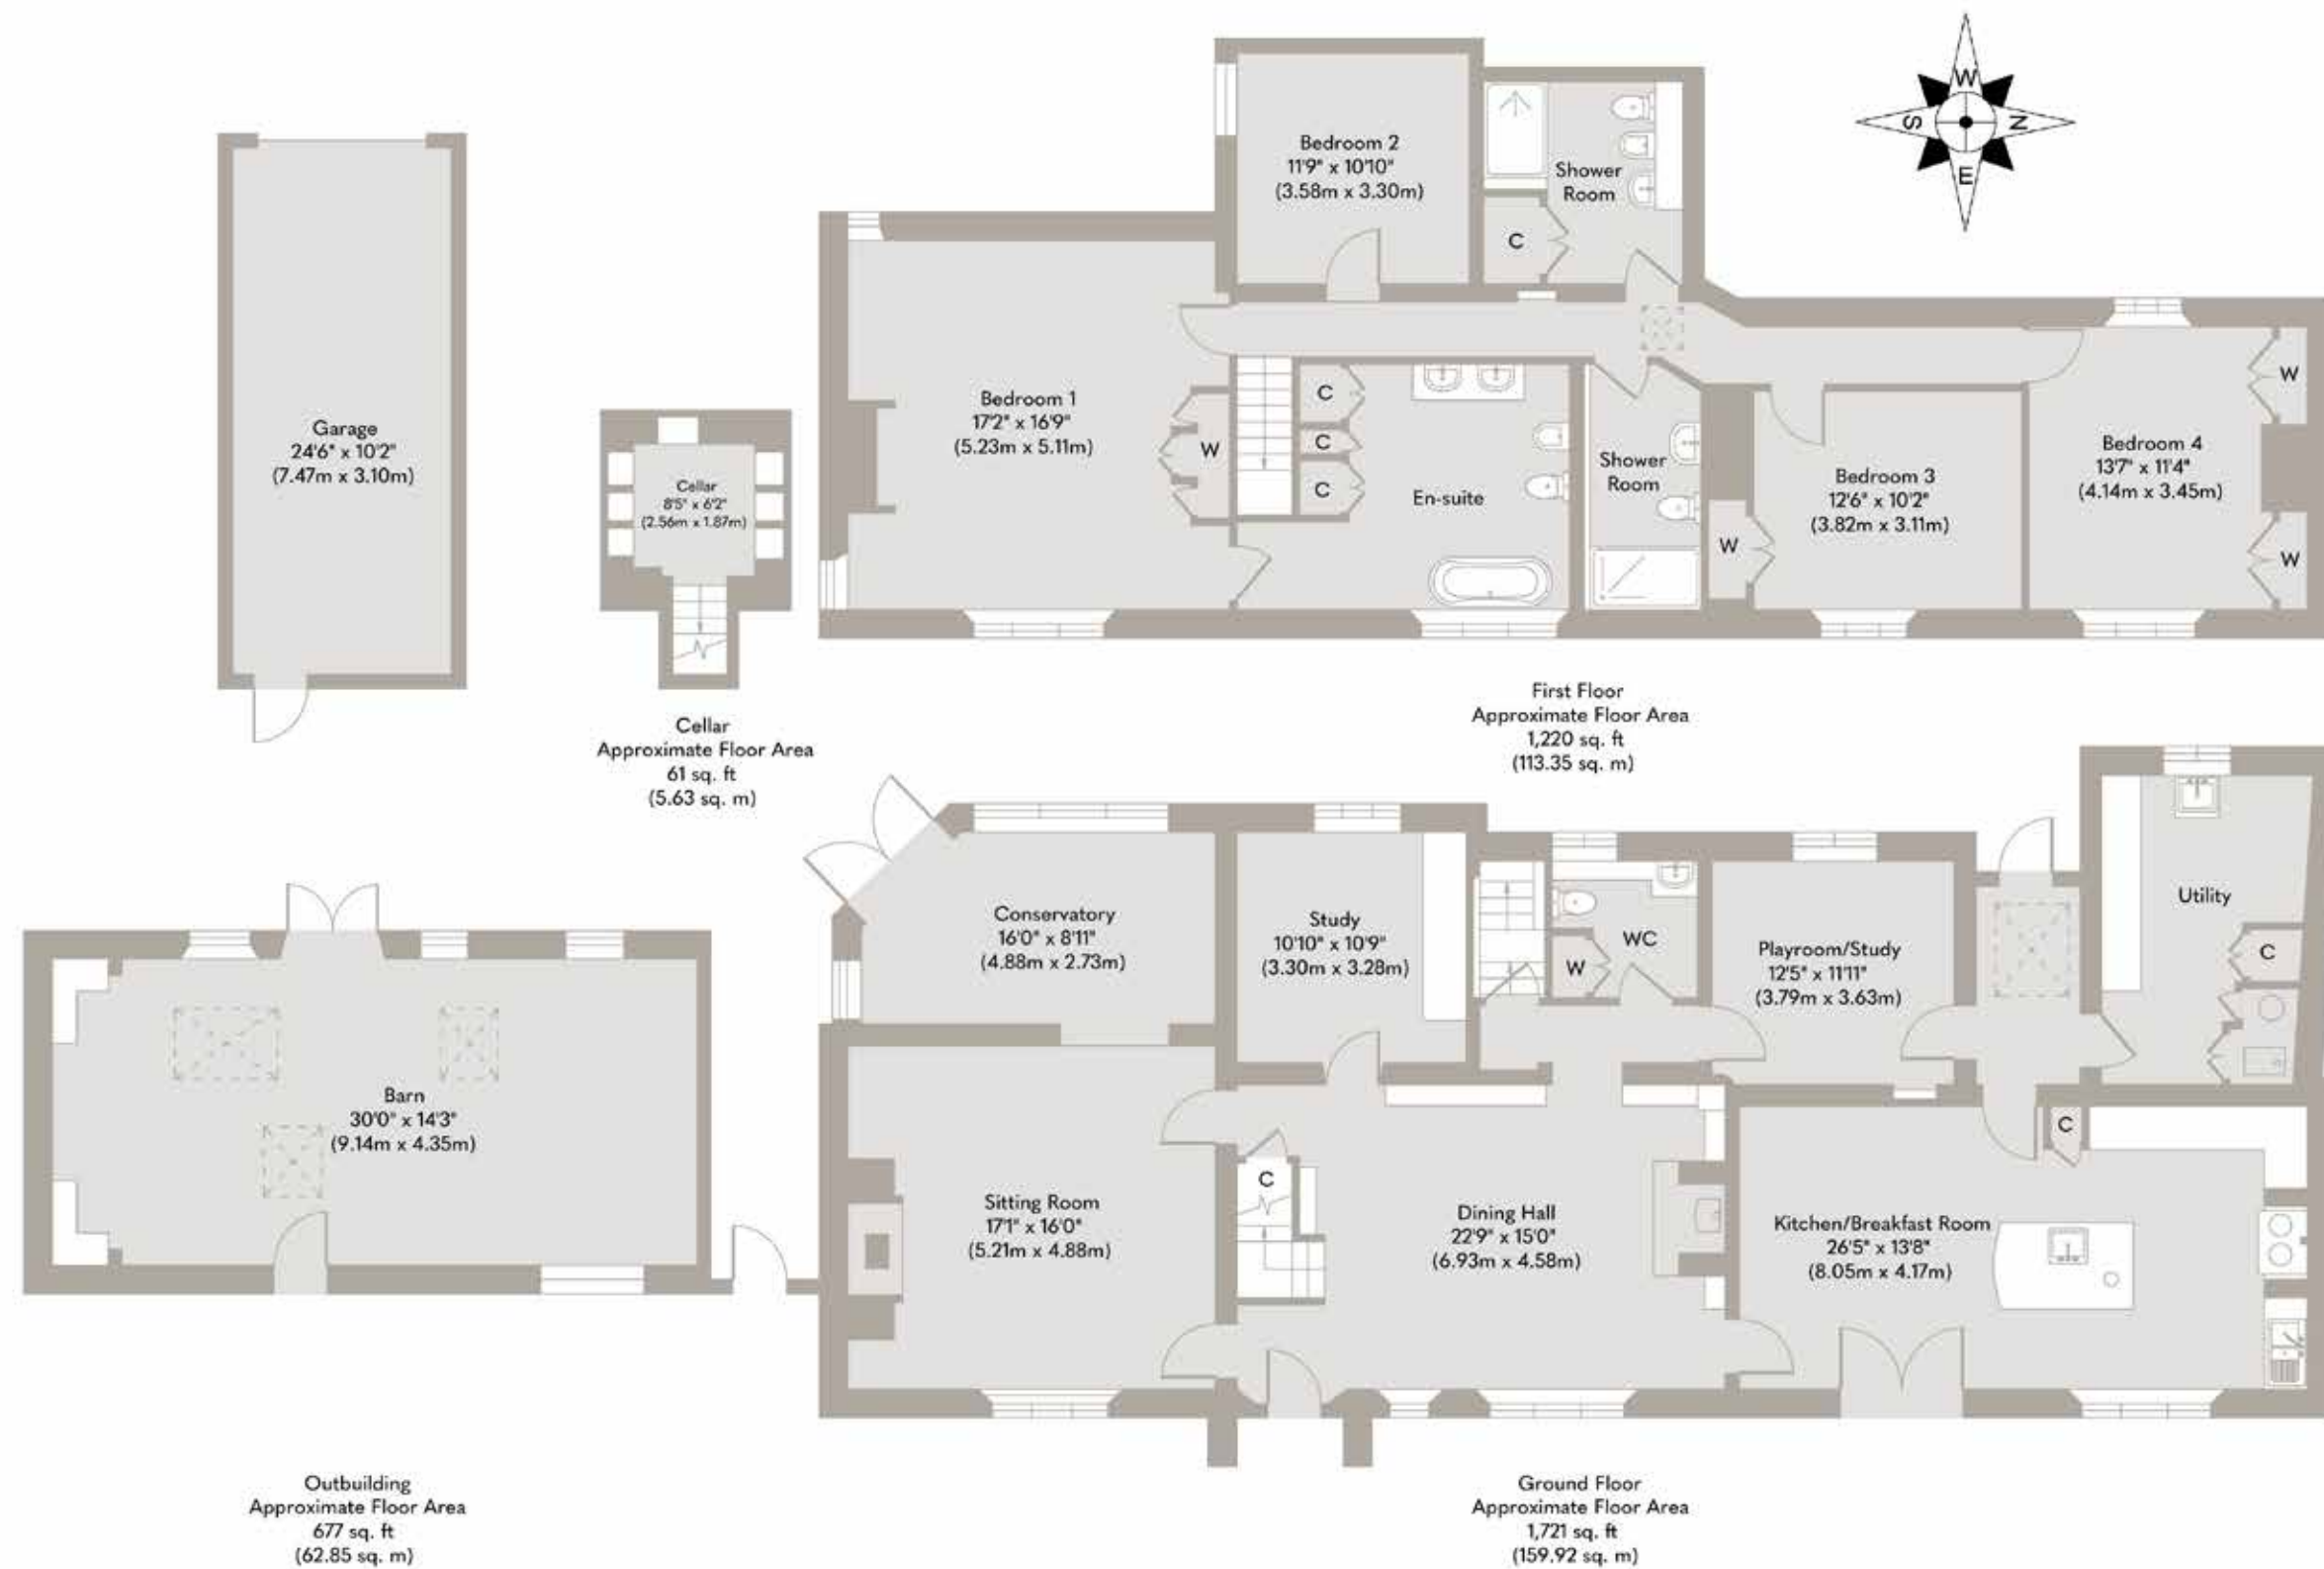 Garage
24'6" x 10'2"
(7.47m x 3.10m)
Cellar
8'5" x 6'2"
(2.56m x 1.87m)
Cellar
Approximate Floor Area
61 sq. ft
(5.63 sq. m)
Bedroom 2
11'9" x 10'10"
(3.58m x 3.30m)
Shower
Room
C
W
S
N
E
Bedroom 1
17'2" x 16'9"
(5.23m x 5.11m)
W
C
C
C
En-suite
Shower
Room
W
Bedroom 3
12'6" x 10'2"
(3.82m x 3.11m)
Bedroom 4
13'7" x 11'4"
(4.14m x 3.45m)
W
W
First Floor
Approximate Floor Area
1,220 sq. ft
(113.35 sq. m)
Barn
30'0" x 14'3"
(9.14m x 4.35m)
Outbuilding
Approximate Floor Area
677 sq. ft
(62.85 sq. m)
Conservatory
16'0" x 8'11"
(4.88m x 2.73m)
Study
10'10" x 10'9"
(3.30m x 3.28m)
W
WC
Playroom/Study
12'5" x 11'11"
(3.79m x 3.63m)
Utility
C
Sitting Room
17'1" x 16'0"
(5.21m x 4.88m)
C
Dining Hall
22'9" x 15'0"
(6.93m x 4.58m)
C
Kitchen/Breakfast Room
26'5" x 13'8"
(8.05m x 4.17m)
Ground Floor
Approximate Floor Area
1,721 sq. ft
(159.92 sq. m)